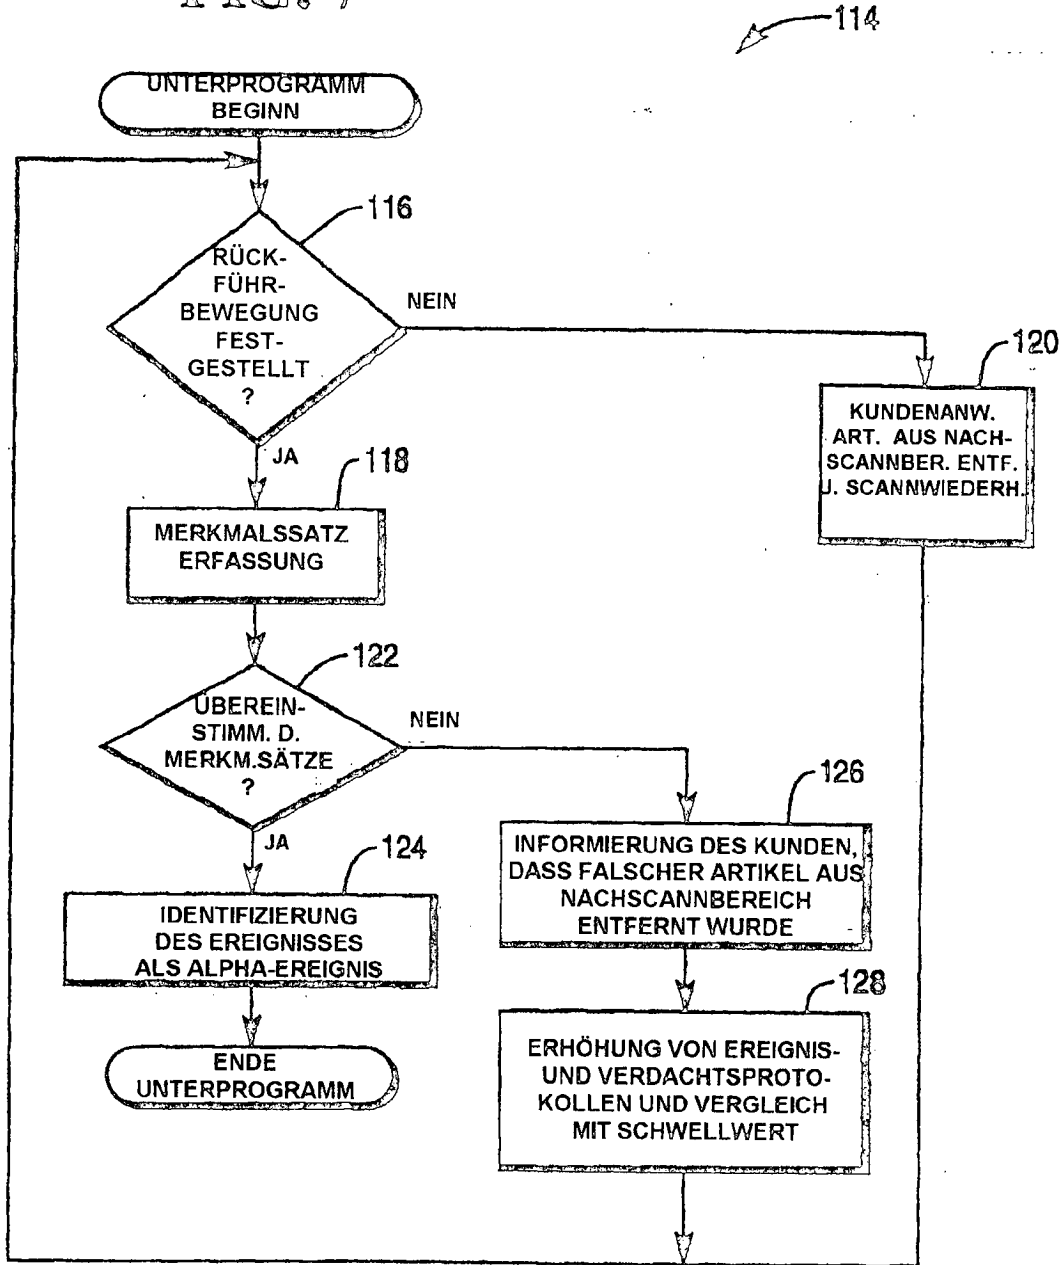 FIG. 7
114
UNTERPROGRAMM
BEGINN
116
RÜCK-
FÜHR-
BEWEGUNG
FEST-
GESTELLT
?
NEIN
120
KUNDENANW.
ART. AUS NACH-
SCANNBER. ENTF.
J. SCANNWIEDERH.
JA
118
MERKMALSSATZ
ERFASSUNG
122
ÜBEREIN-
STIMM. D.
MERKM.SÄTZE
?
NEIN
JA
124
IDENTIFIZIERUNG
DES EREIGNISSES
ALS ALPHA-EREIGNIS
126
INFORMIERUNG DES KUNDEN,
DASS FALSCHER ARTIKEL AUS
NACHSCANNBEREICH
ENTFERNT WURDE
128
ERHÖHUNG VON EREIGNIS-
UND VERDACHTSPROTO-
KOLLEN UND VERGLEICH
MIT SCHWELLWERT
ENDE
UNTERPROGRAMM